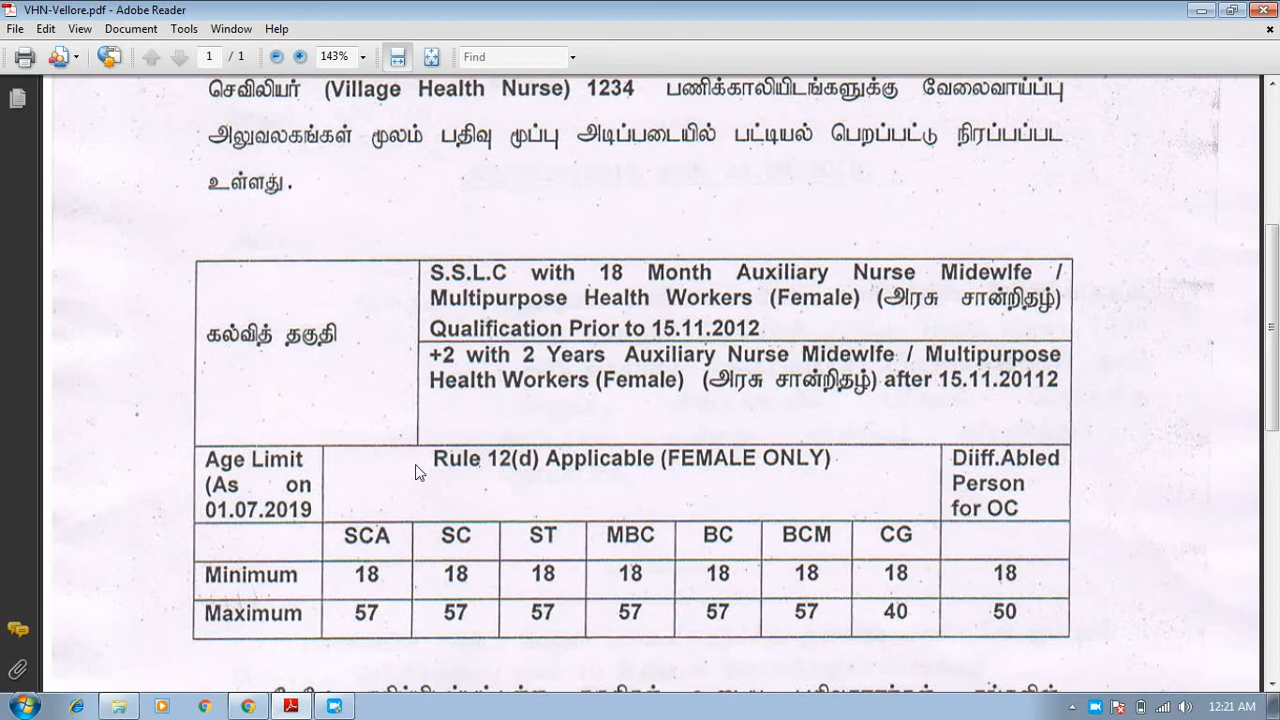 VHN-Vellore.pdf - Adobe Reader
File Edit View Document Tools Window Help
1 / 1 143% Find
செவிலியர் (Village Health Nurse) 1234 பணிக்காலியிடங்களுக்கு வேலைவாய்ப்பு
அலுவலகங்கள் மூலம் பதிவு மூப்பு அடிப்படையில் பட்டியல் பெறப்பட்டு நிரப்பப்பட
உள்ளது.
S.S.L.C with 18 Month Auxiliary Nurse Midewlfe /
Multipurpose Health Workers (Female) (அரசு சான்றிதழ்)
Qualification Prior to 15.11.2012
கல்வித் தகுதி
+2 with 2 Years Auxiliary Nurse Midewlfe / Multipurpose
Health Workers (Female) (அரசு சான்றிதழ்) after 15.11.20112
Age Limit (As on 01.07.2019
Rule 12(d) Applicable (FEMALE ONLY)
Diiff.Abled Person for OC
SCA SC ST MBC BC BCM CG
Minimum 18 18 18 18 18 18 18 18
Maximum 57 57 57 57 57 57 40 50
12:21 AM